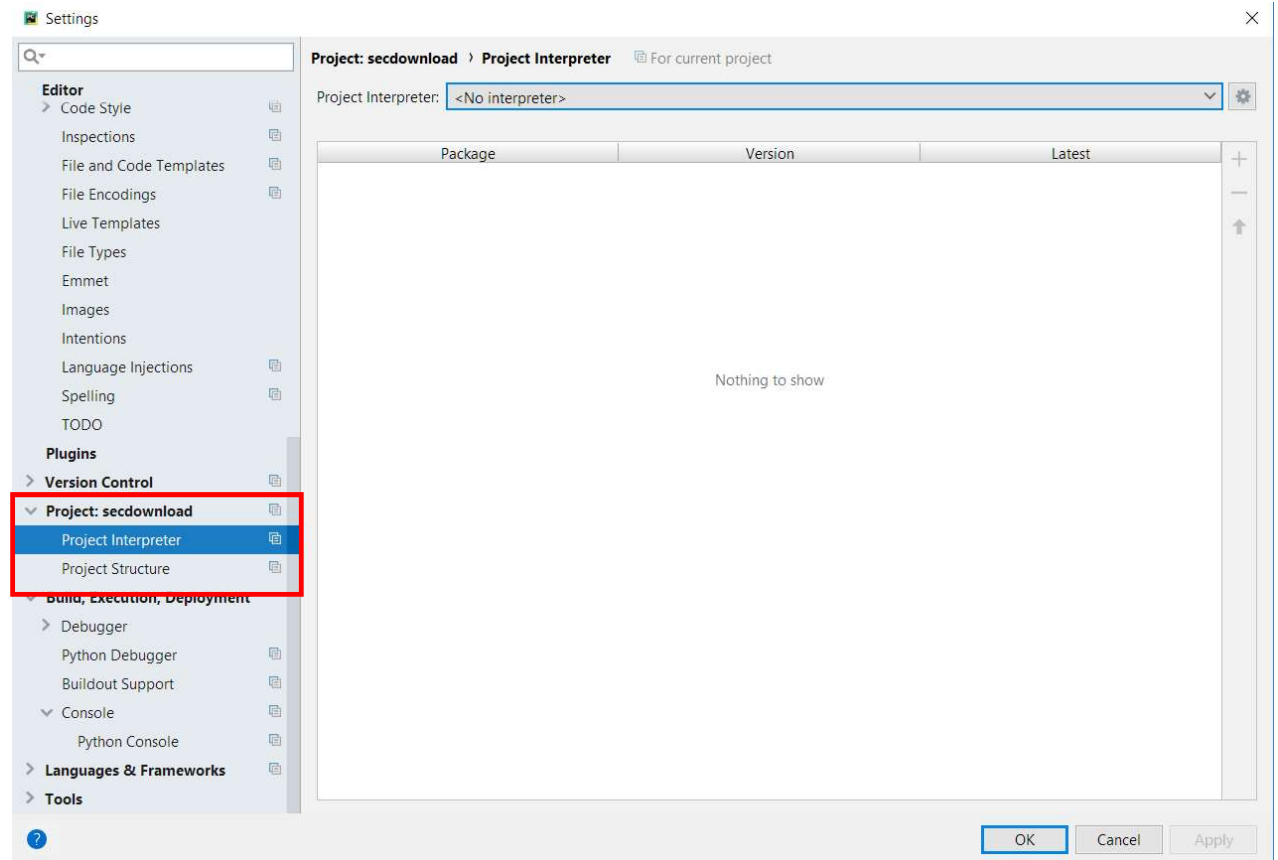 Settings
Project: secdownload › Project Interpreter For current project
Editor
Code Style
Project Interpreter: <No interpreter>
Inspections
File and Code Templates
File Encodings
Live Templates
File Types
Emmet
Images
Intentions
Language Injections
Spelling
TODO
Plugins
Version Control
Project: secdownload
Project Interpreter
Project Structure
Build, Execution, Deployment
Debugger
Python Debugger
Buildout Support
Console
Python Console
Languages & Frameworks
Tools
Package Version Latest
Nothing to show
?
OK Cancel Apply